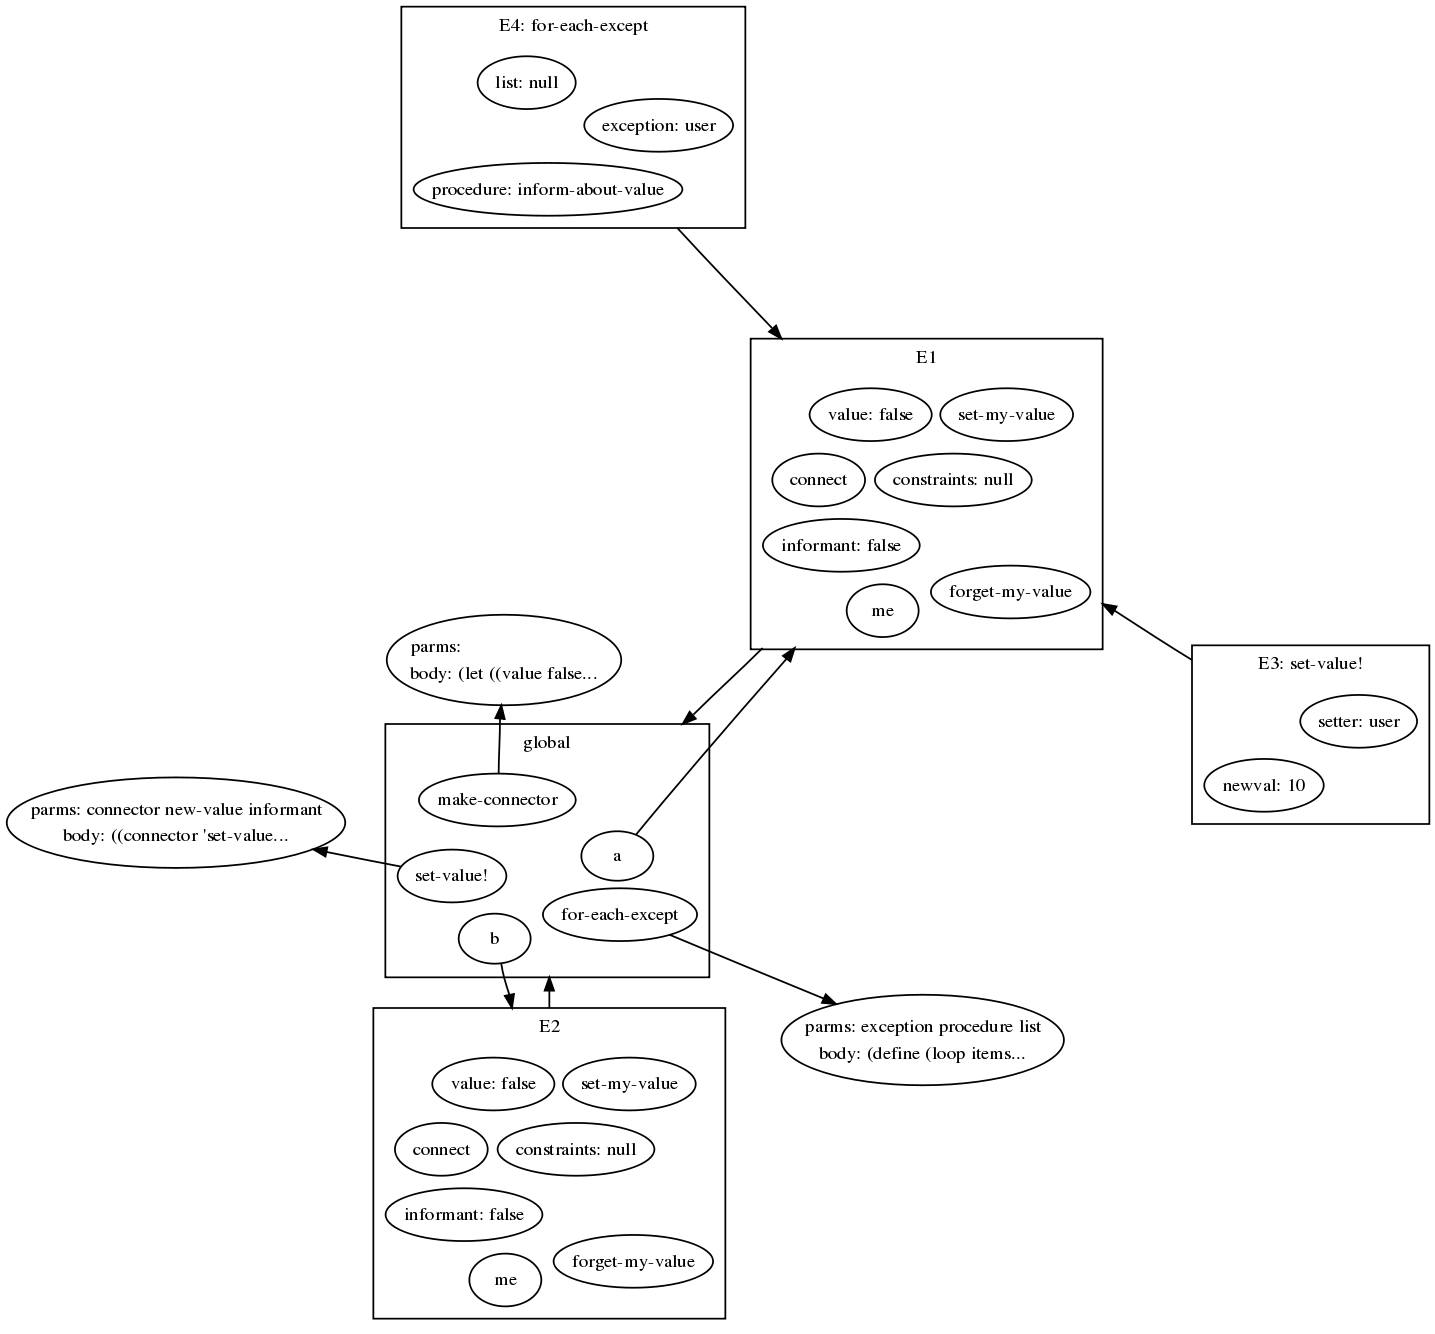 E4: for-each-except
list: null
exception: user
procedure: inform-about-value
E1
value: false
set-my-value
connect
constraints: null
informant: false
forget-my-value
me
parms:
body: (let ((value false...
E3: set-value!
setter: user
newval: 10
global
make-connector
parms: connector new-value informant
body: ((connector 'set-value...
a
set-value!
for-each-except
b
parms: exception procedure list
body: (define (loop items...
E2
value: false
set-my-value
connect
constraints: null
informant: false
forget-my-value
me